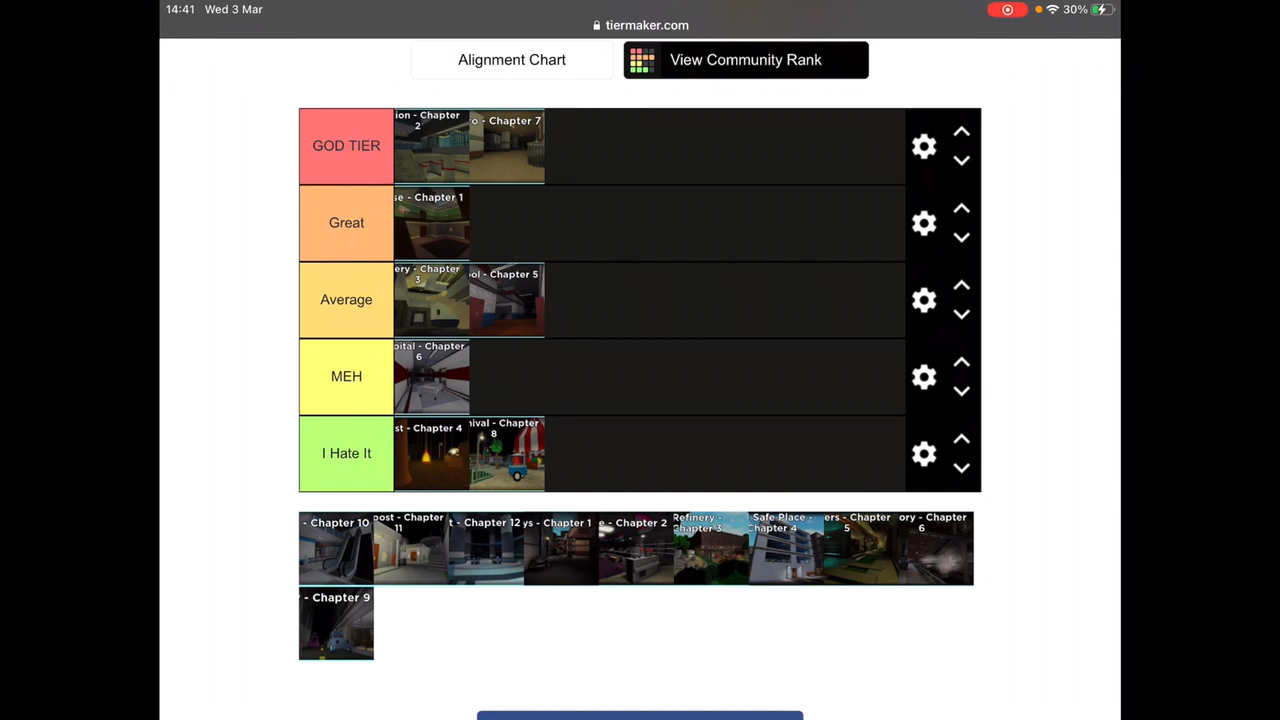 14:41 Wed 3 Mar
30%
tiermaker.com
Alignment Chart
View Community Rank
GOD TIER
ion - Chapter
2
o - Chapter 7
Great
se - Chapter 1
Average
ery - Chapter
3
ol - Chapter 5
MEH
pital - Chapter
6
I Hate It
st - Chapter 4
nival - Chapter
8
- Chapter 10
post - Chapter
11
t - Chapter 12
ys - Chapter 1
e - Chapter 2
Refinery -
Chapter 3
Safe Place -
Chapter 4
ers - Chapter
5
ory - Chapter
6
- Chapter 9